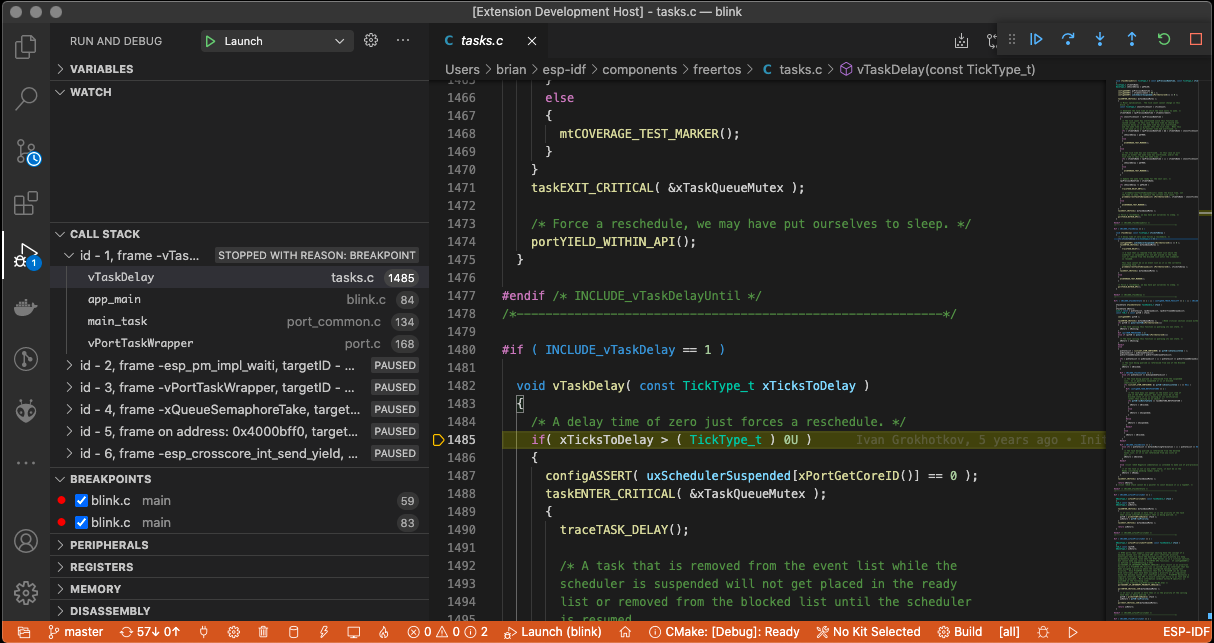 [Extension Development Host] - tasks.c — blink
RUN AND DEBUG
Launch
VARIABLES
WATCH
CALL STACK
id - 1, frame -vTas...
STOPPED WITH REASON: BREAKPOINT
vTaskDelay tasks.c 1485
app_main blink.c 84
main_task port_common.c 134
vPortTaskWrapper port.c 168
id - 2, frame -esp_pm_impl_waiti, targetID - ... PAUSED
id - 3, frame -vPortTaskWrapper, targetID - ... PAUSED
id - 4, frame -xQueueSemaphoreTake, target... PAUSED
id - 5, frame on address: 0x4000bff0, target... PAUSED
id - 6, frame -esp_crosscore_int_send_yield, ... PAUSED
BREAKPOINTS
blink.c main 59
blink.c main 83
PERIPHERALS
REGISTERS
MEMORY
DISASSEMBLY
1
C tasks.c
Users > brian > esp-idf > components > freertos > C tasks.c > vTaskDelay(const TickType_t)
1465 }
1466 else
1467 {
1468 mtCOVERAGE_TEST_MARKER();
1469 }
1470 }
1471 taskEXIT_CRITICAL( &xTaskQueueMutex );
1472
1473 /* Force a reschedule, we may have put ourselves to sleep. */
1474 portYIELD_WITHIN_API();
1475 }
1476
1477 #endif /* INCLUDE_vTaskDelayUntil */
1478 /*-----------------------------------------------------------*/
1479
1480 #if ( INCLUDE_vTaskDelay == 1 )
1481
1482 void vTaskDelay( const TickType_t xTicksToDelay )
1483 {
1484 /* A delay time of zero just forces a reschedule. */
1485 if( xTicksToDelay > ( TickType_t ) 0U ) Ivan Grokhotkov, 5 years ago • Init
1486 {
1487 configASSERT( uxSchedulerSuspended[xPortGetCoreID()] == 0 );
1488 taskENTER_CRITICAL( &xTaskQueueMutex );
1489 {
1490 traceTASK_DELAY();
1491
1492 /* A task that is removed from the event list while the
1493 scheduler is suspended will not get placed in the ready
1494 list or removed from the blocked list until the scheduler
1495 is resumed
master 57↓ 0↑ 0 0 2 Launch (blink) CMake: [Debug]: Ready No Kit Selected Build [all] ESP-IDF